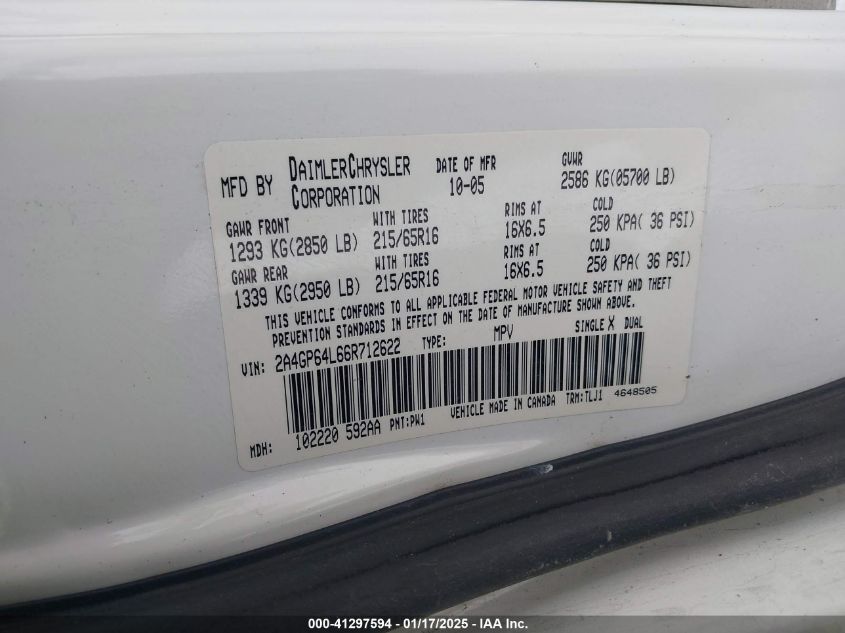 MFD BY DAIMLERCHRYSLER CORPORATION DATE OF MFR 10-05 GVWR 2586 KG(05700 LB)
GAWR FRONT WITH TIRES RIMS AT COLD
1293 KG(2850 LB) 215/65R16 16X6.5 250 KPA( 36 PSI)
GAWR REAR WITH TIRES RIMS AT COLD
1339 KG(2950 LB) 215/65R16 16X6.5 250 KPA( 36 PSI)
THIS VEHICLE CONFORMS TO ALL APPLICABLE FEDERAL MOTOR VEHICLE SAFETY AND THEFT
PREVENTION STANDARDS IN EFFECT ON THE DATE OF MANUFACTURE SHOWN ABOVE.
VIN: 2A4GP64L66R712622 TYPE: MPV SINGLE X DUAL
MDH: 102220 592AA PNT:PW1 VEHICLE MADE IN CANADA TRM:TLJ1 4648505
000-41297594 - 01/17/2025 - IAA Inc.